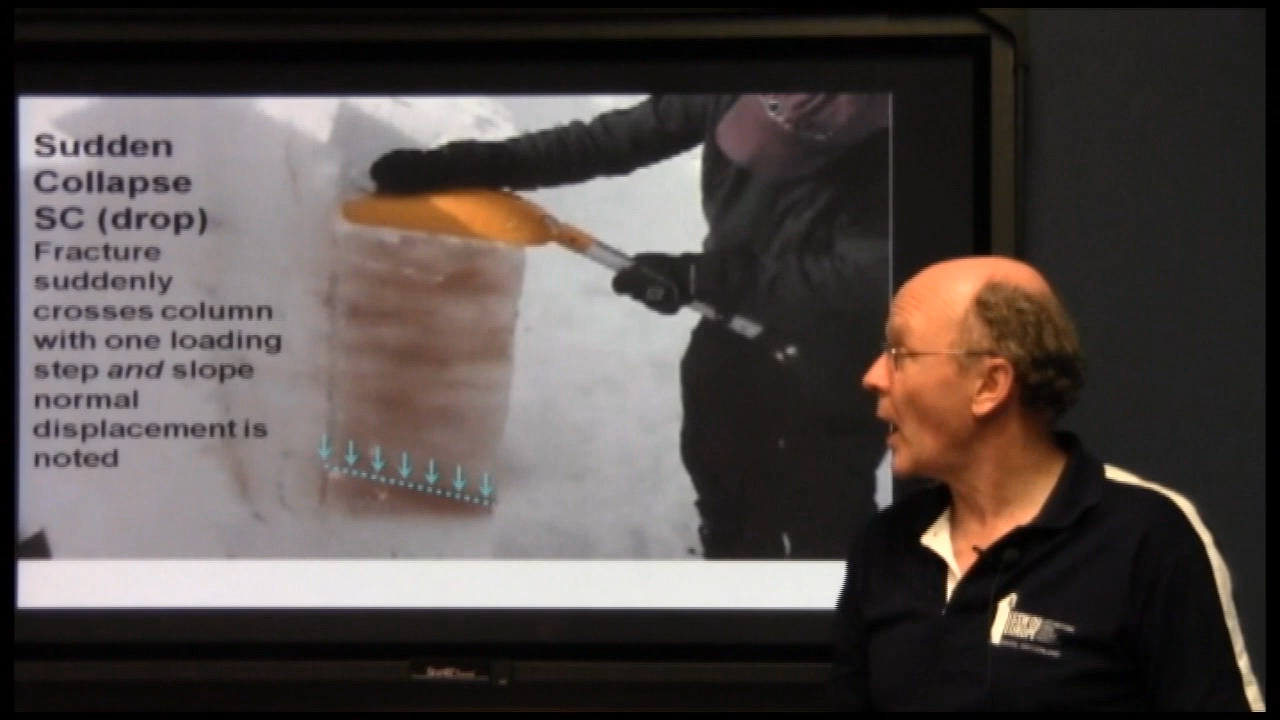 Sudden
Collapse
SC (drop)
Fracture
suddenly
crosses column
with one loading
step and slope
normal
displacement is
noted